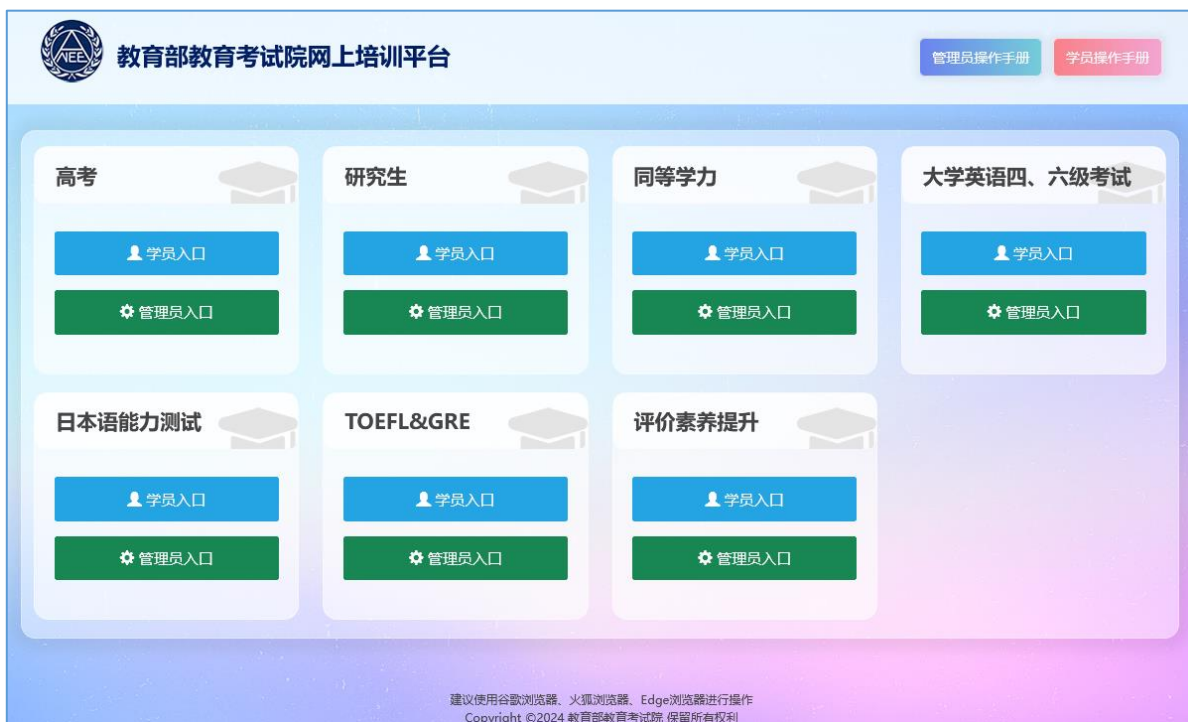 NEE
教育部教育考试院网上培训平台
管理员操作手册
学员操作手册
高考
学员入口
管理员入口
研究生
学员入口
管理员入口
同等学力
学员入口
管理员入口
大学英语四、六级考试
学员入口
管理员入口
日本语能力测试
学员入口
管理员入口
TOEFL&GRE
学员入口
管理员入口
评价素养提升
学员入口
管理员入口
建议使用谷歌浏览器、火狐浏览器、Edge浏览器进行操作
Copyright ©2024 教育部教育考试院 保留所有权利